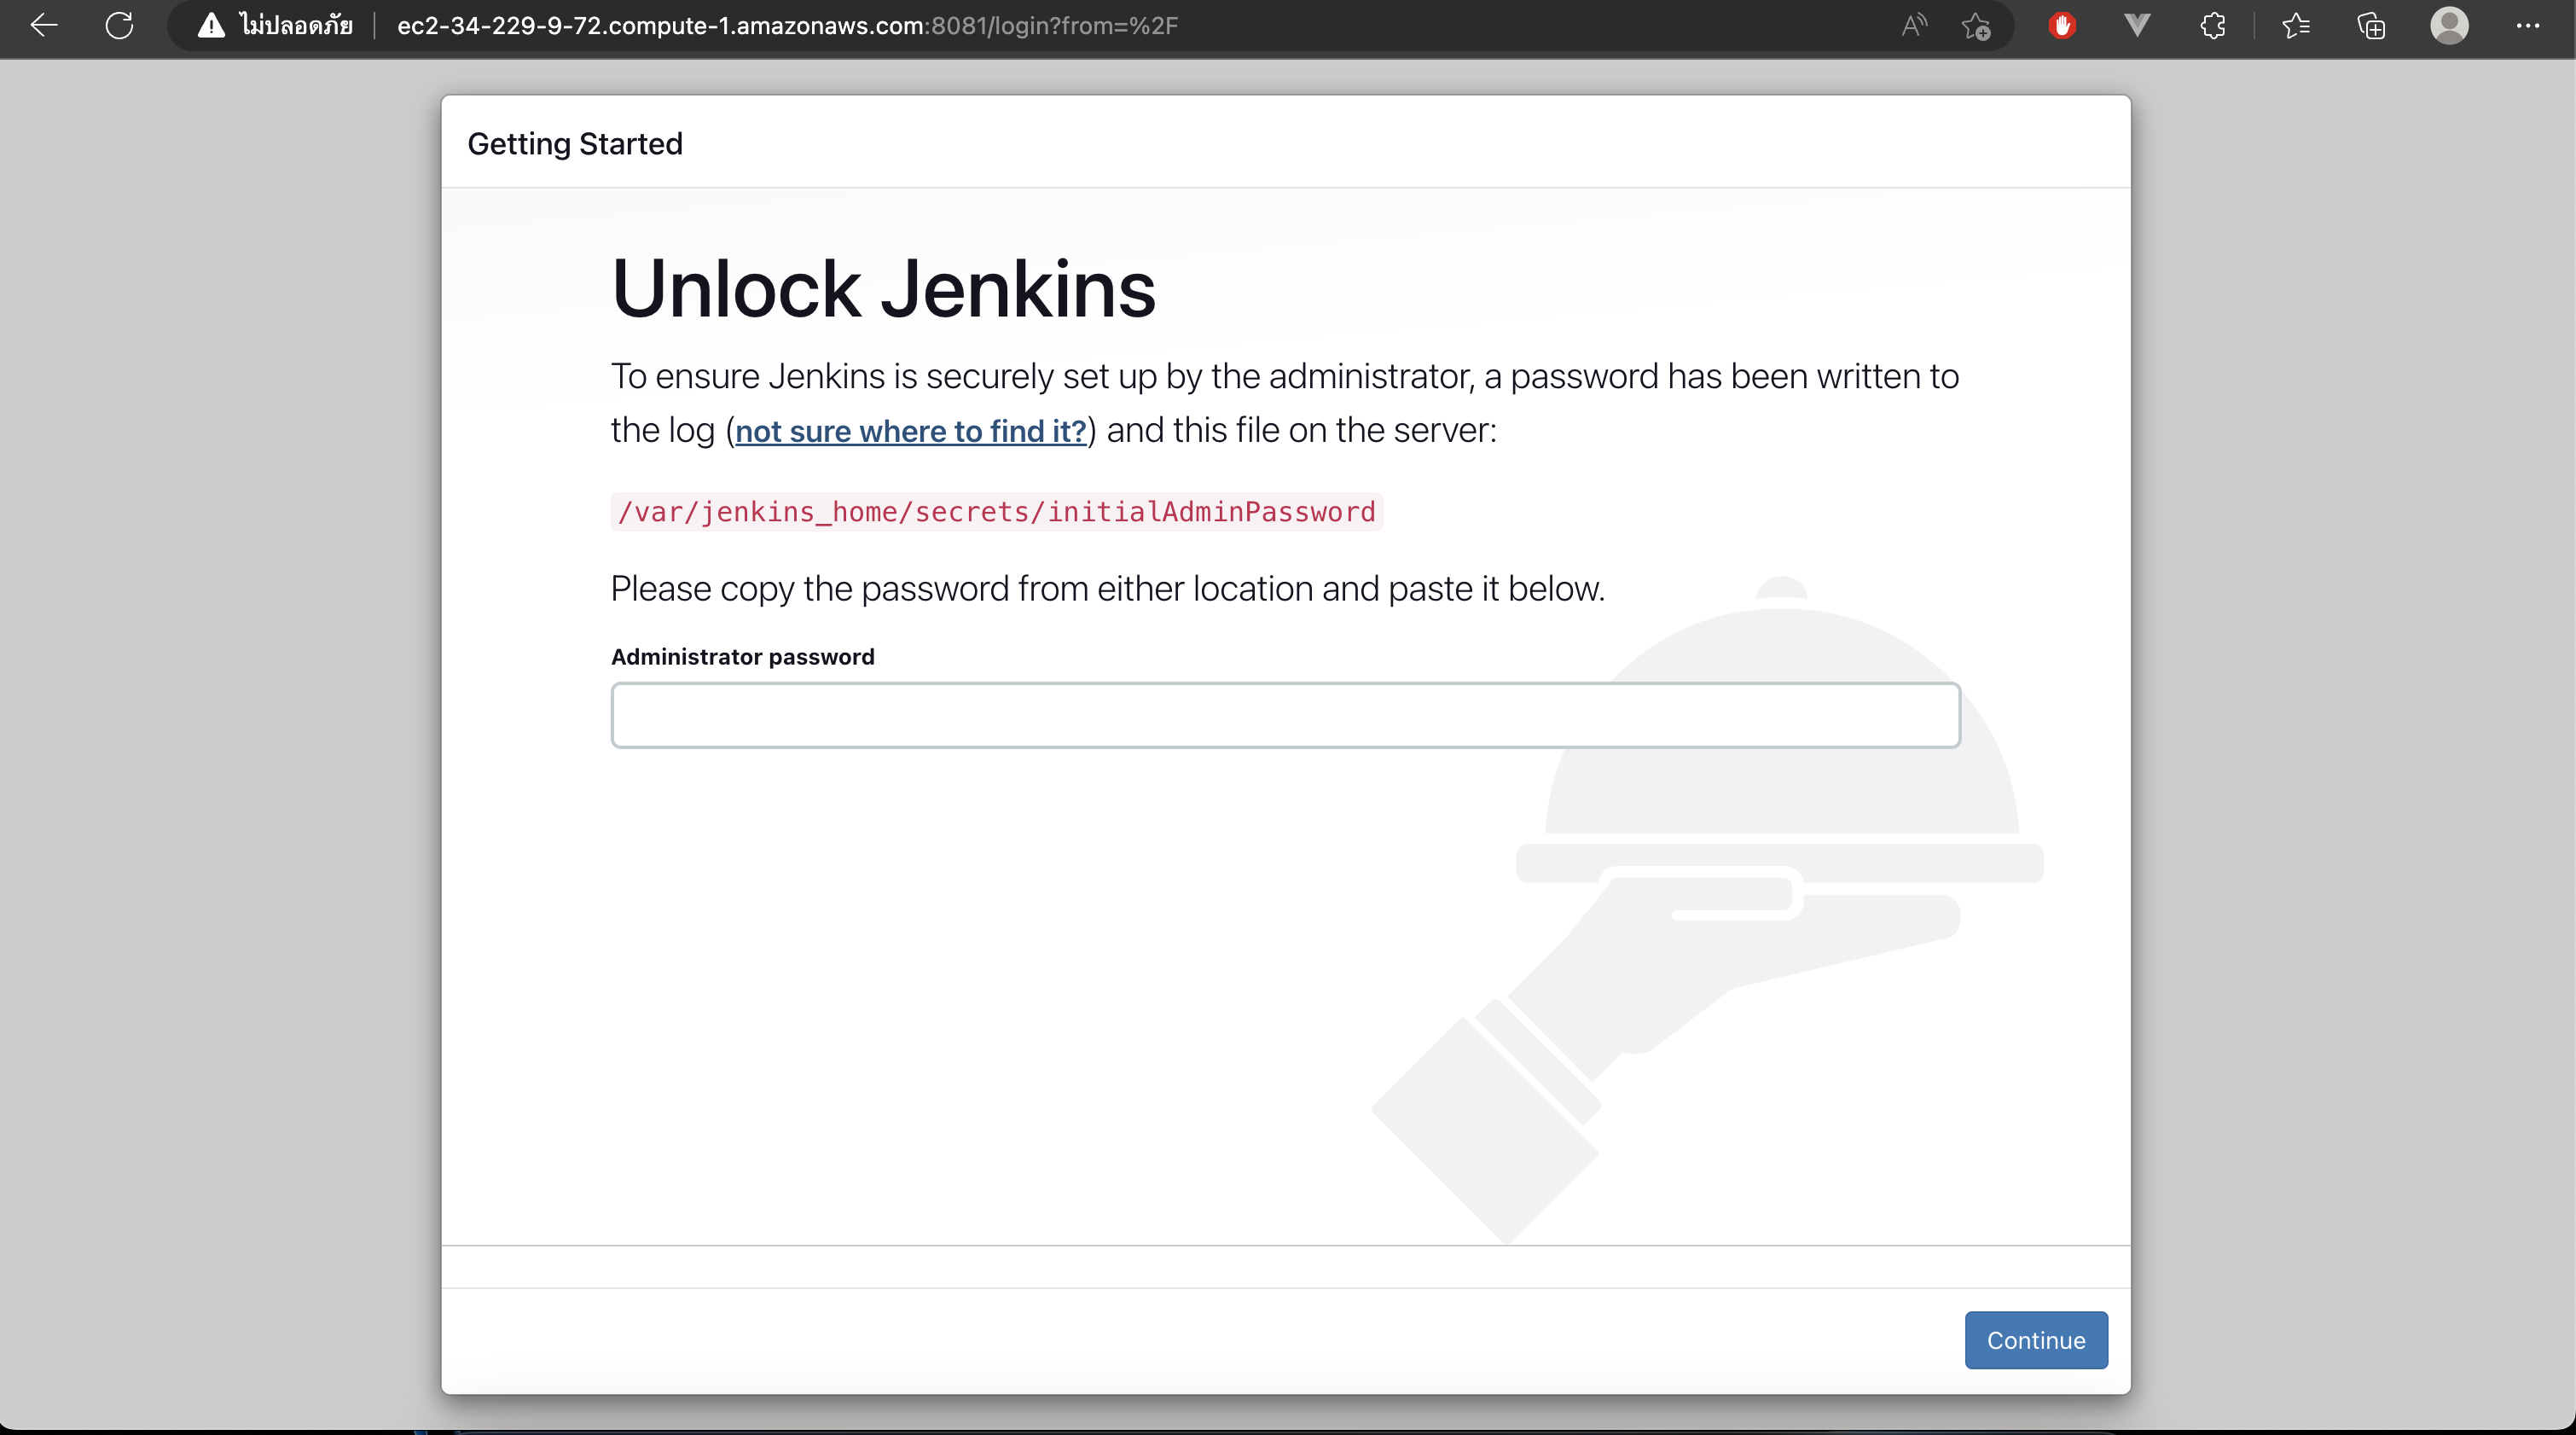 ไม่ปลอดภัย ec2-34-229-9-72.compute-1.amazonaws.com:8081/login?from=%2F
Getting Started
Unlock Jenkins
To ensure Jenkins is securely set up by the administrator, a password has been written to
the log (not sure where to find it?) and this file on the server:
/var/jenkins_home/secrets/initialAdminPassword
Please copy the password from either location and paste it below.
Administrator password
Continue